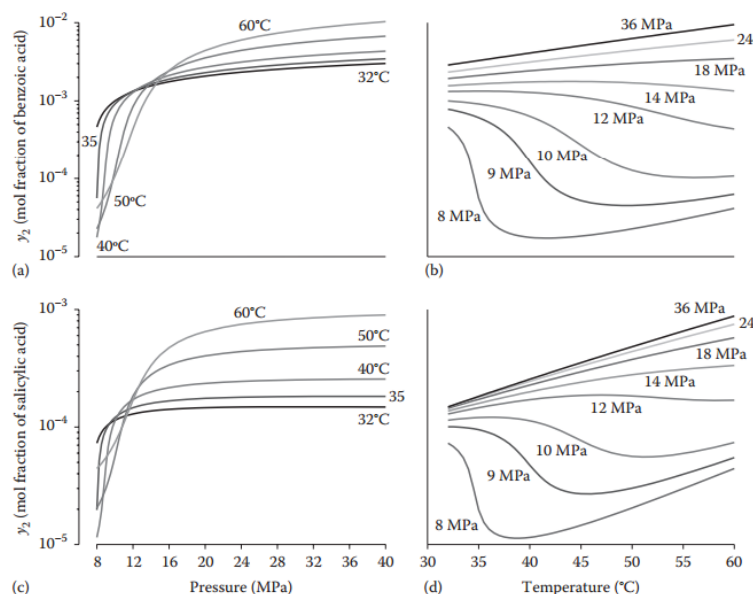 10⁻²
10⁻³
10⁻⁴
10⁻⁵
y₂ (mol fraction of benzoic acid)
60°C
32°C
35
50°C
40°C
(a)
36 MPa
24
18 MPa
14 MPa
12 MPa
10 MPa
9 MPa
8 MPa
(b)
10⁻³
10⁻⁴
10⁻⁵
y₂ (mol fraction of salicylic acid)
60°C
50°C
40°C
35
32°C
8 12 16 20 24 28 32 36 40
(c)
Pressure (MPa)
36 MPa
24
18 MPa
14 MPa
12 MPa
10 MPa
9 MPa
8 MPa
30 35 40 45 50 55 60
(d)
Temperature (°C)